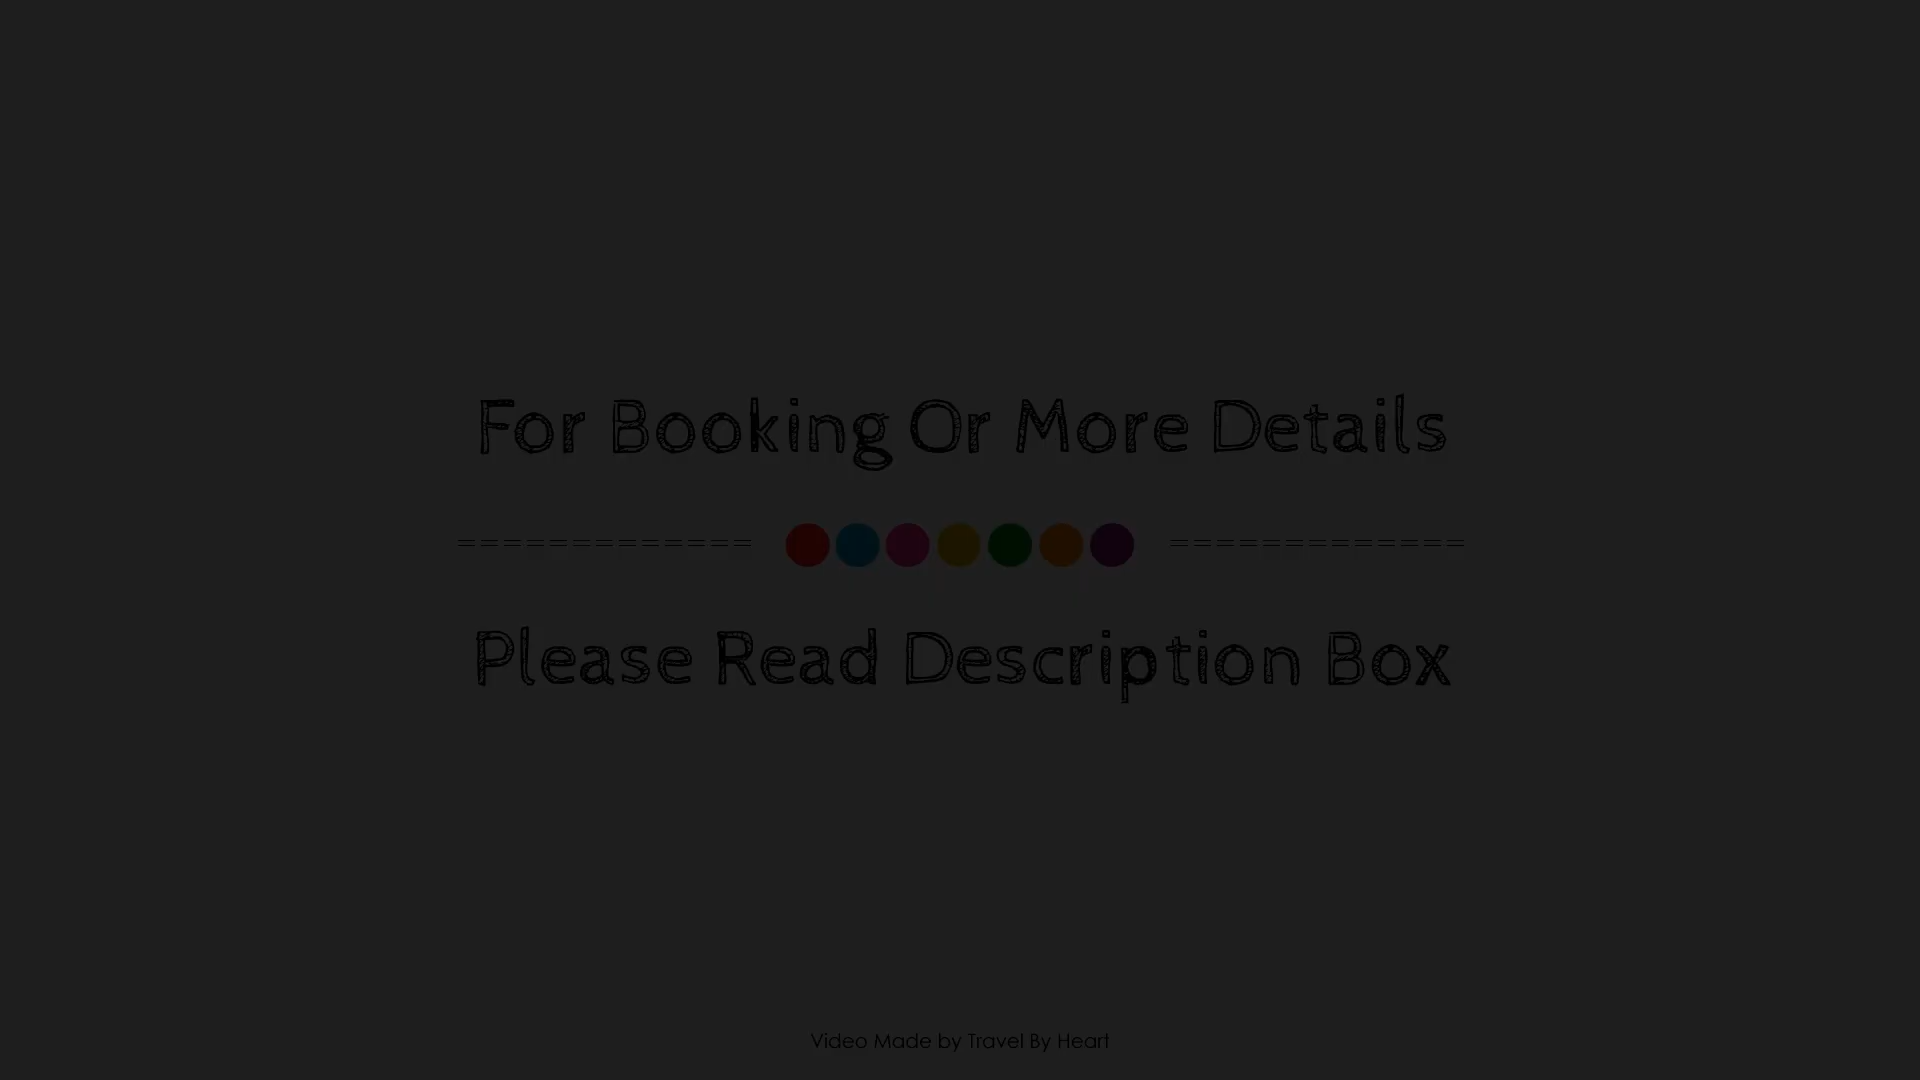 For Booking Or More Details
============= =============
Please Read Description Box
Video Made by Travel By Heart